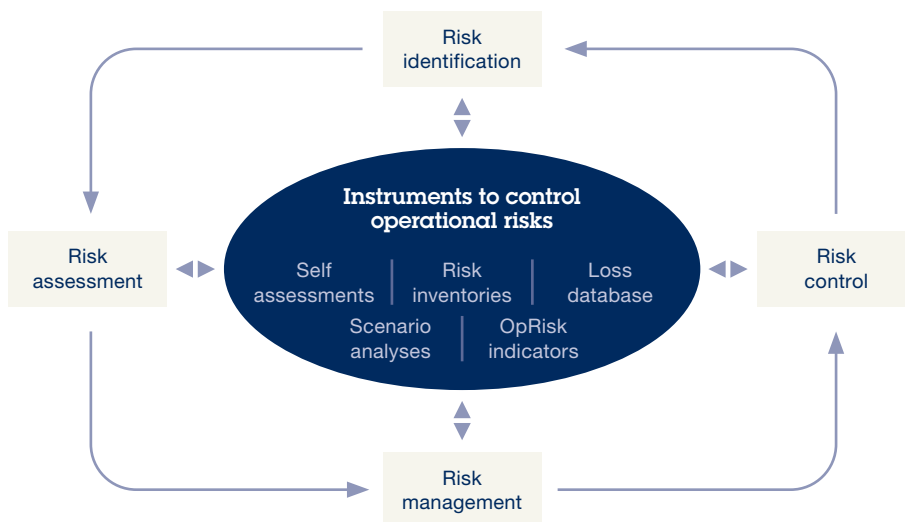 Risk
identification
Instruments to control
operational risks
Risk
assessment
Self
assessments
Risk
inventories
Loss
database
Scenario
analyses
OpRisk
indicators
Risk
control
Risk
management